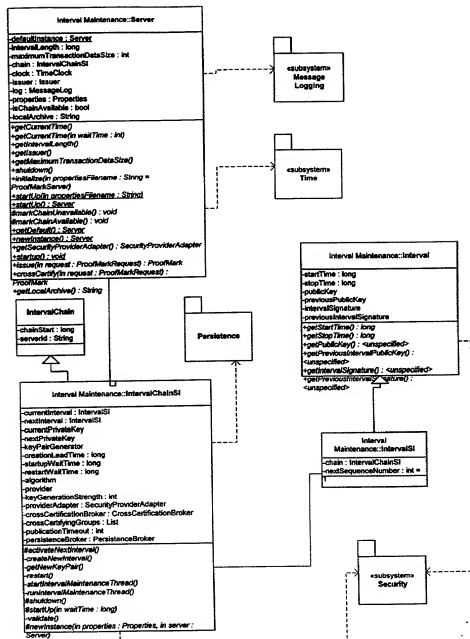 Interval Maintenance::Server
-defaultInstance : Server
-intervalLength : long
-maximumTransactionDataSize : int
-chain : IntervalChainSI
-clock : TimeClock
-issuer : Issuer
-log : MessageLog
-properties : Properties
-isChainAvailable : bool
-localArchive : String
+getCurrentTime()
+getCurrentTime(in waitTime : int)
+getIntervalLength()
+getIssuer()
+getMaximumTransactionDataSize()
+shutdown()
+initialize(in propertiesFilename : String =
ProofMarkServer)
+startUp(in propertiesFilename : String)
+startUp() : Server
#markChainUnavailable() : void
#markChainAvailable() : void
+getDefault() : Server
+newInstance() : Server
+getSecurityProviderAdapter() : SecurityProviderAdapter
+startup() : void
+issue(in request : ProofMarkRequest) : ProofMark
+crossCertify(in request : ProofMarkRequest) :
ProofMark
+getLocalArchive() : String
«subsystem»
Message
Logging
«subsystem»
Time
IntervalChain
-chainStart : long
-serverId : String
Persistence
Interval Maintenance::Interval
-startTime : long
-stopTime : long
-publicKey
-previousPublicKey
-intervalSignature
-previousIntervalSignature
+getStartTime() : long
+getStopTime() : long
+getPublicKey() : <unspecified>
+getPreviousIntervalPublicKey() :
<unspecified>
+getIntervalSignature() : <unspecified>
+getPreviousIntervalSignature() :
<unspecified>
Interval Maintenance::IntervalChainSI
-currentInterval : IntervalSI
-nextInterval : IntervalSI
-currentPrivateKey
-nextPrivateKey
-keyPairGenerator
-creationLeadTime : long
-startupWaitTime : long
-restartWaitTime : long
-algorithm
-provider
-keyGenerationStrength : int
-providerAdapter : SecurityProviderAdapter
-crossCertificationBroker : CrossCertificationBroker
-crossCertifyingGroups : List
-publicationTimeout : int
-persistenceBroker : PersistenceBroker
#activateNextInterval()
-createNewInterval()
-getNewKeyPair()
-restart()
-startIntervalMaintenanceThread()
-runIntervalMaintenanceThread()
#shutdown()
#startUp(in waitTime : long)
-validate()
#newInstance(in properties : Properties, in server :
Server)
Interval
Maintenance::IntervalSI
-chain : IntervalChainSI
-nextSequenceNumber : int =
1
«subsystem»
Security